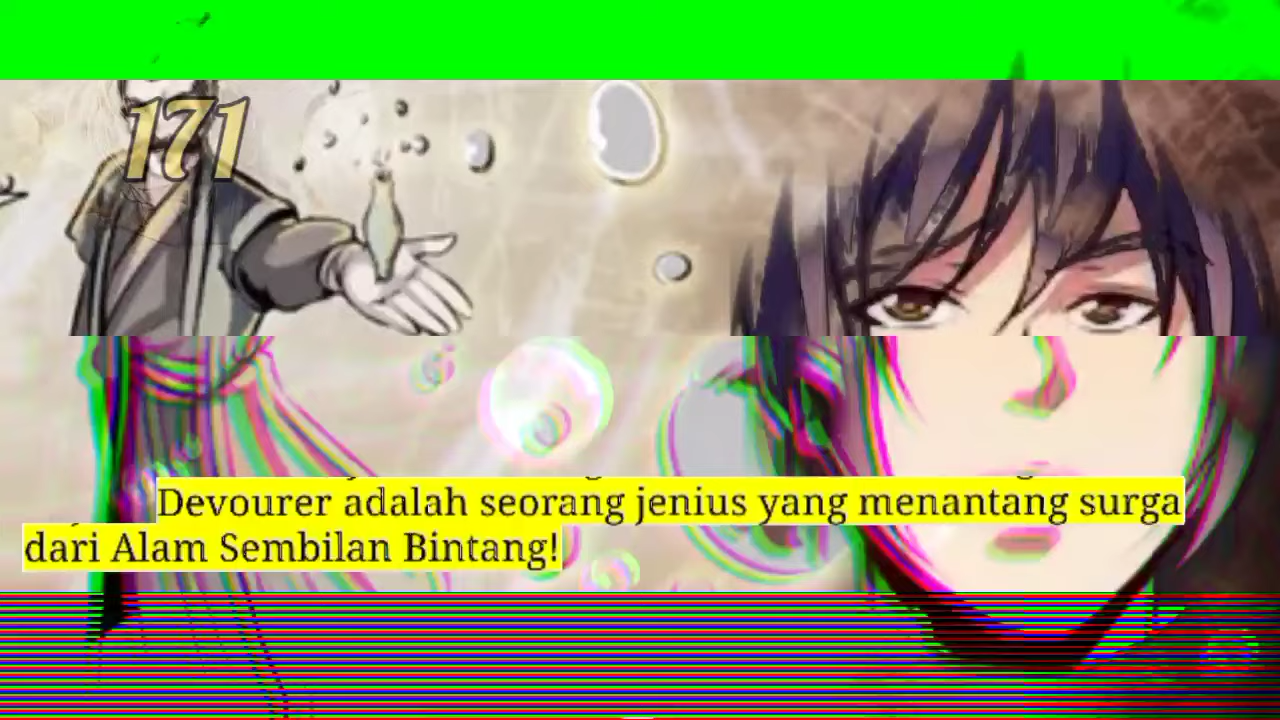 171
Devourer adalah seorang jenius yang menantang surga
dari Alam Sembilan Bintang!